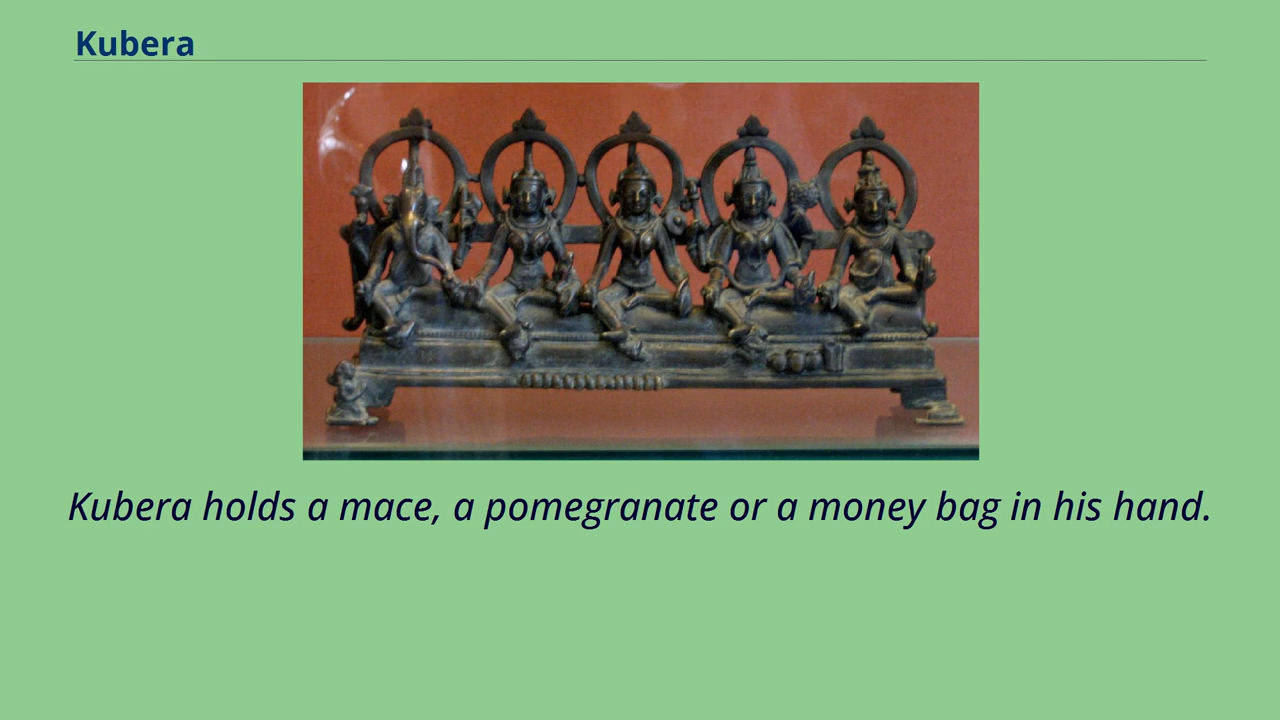 Kubera
Kubera holds a mace, a pomegranate or a money bag in his hand.